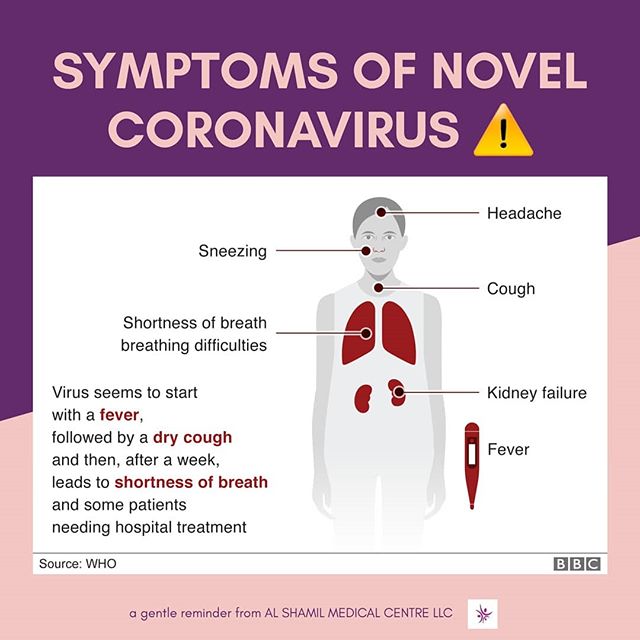 SYMPTOMS OF NOVEL
CORONAVIRUS
Headache
Sneezing
Cough
Shortness of breath
breathing difficulties
Kidney failure
Virus seems to start
with a fever,
followed by a dry cough
and then, after a week,
leads to shortness of breath
and some patients
needing hospital treatment
Fever
Source: WHO
BBC
a gentle reminder from AL SHAMIL MEDICAL CENTRE LLC